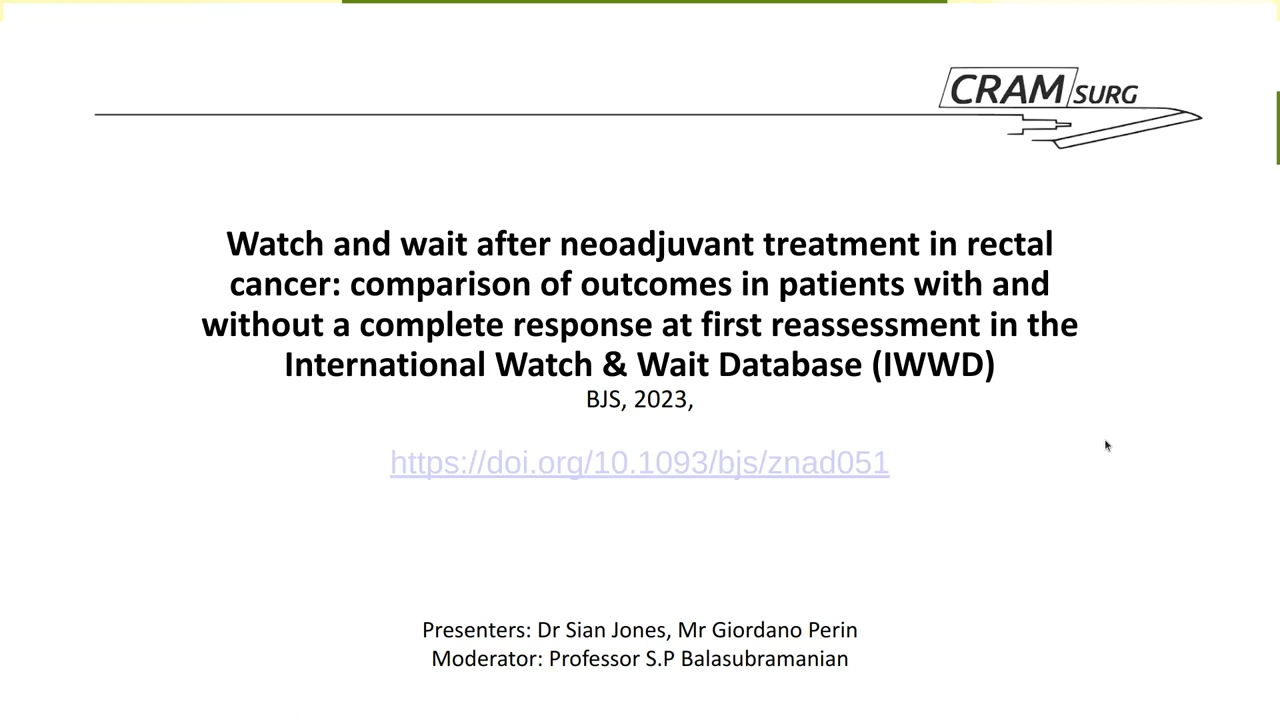 CRAM SURG
Watch and wait after neoadjuvant treatment in rectal
cancer: comparison of outcomes in patients with and
without a complete response at first reassessment in the
International Watch & Wait Database (IWWD)
BJS, 2023,
https://doi.org/10.1093/bjs/znad051
Presenters: Dr Sian Jones, Mr Giordano Perin
Moderator: Professor S.P Balasubramanian